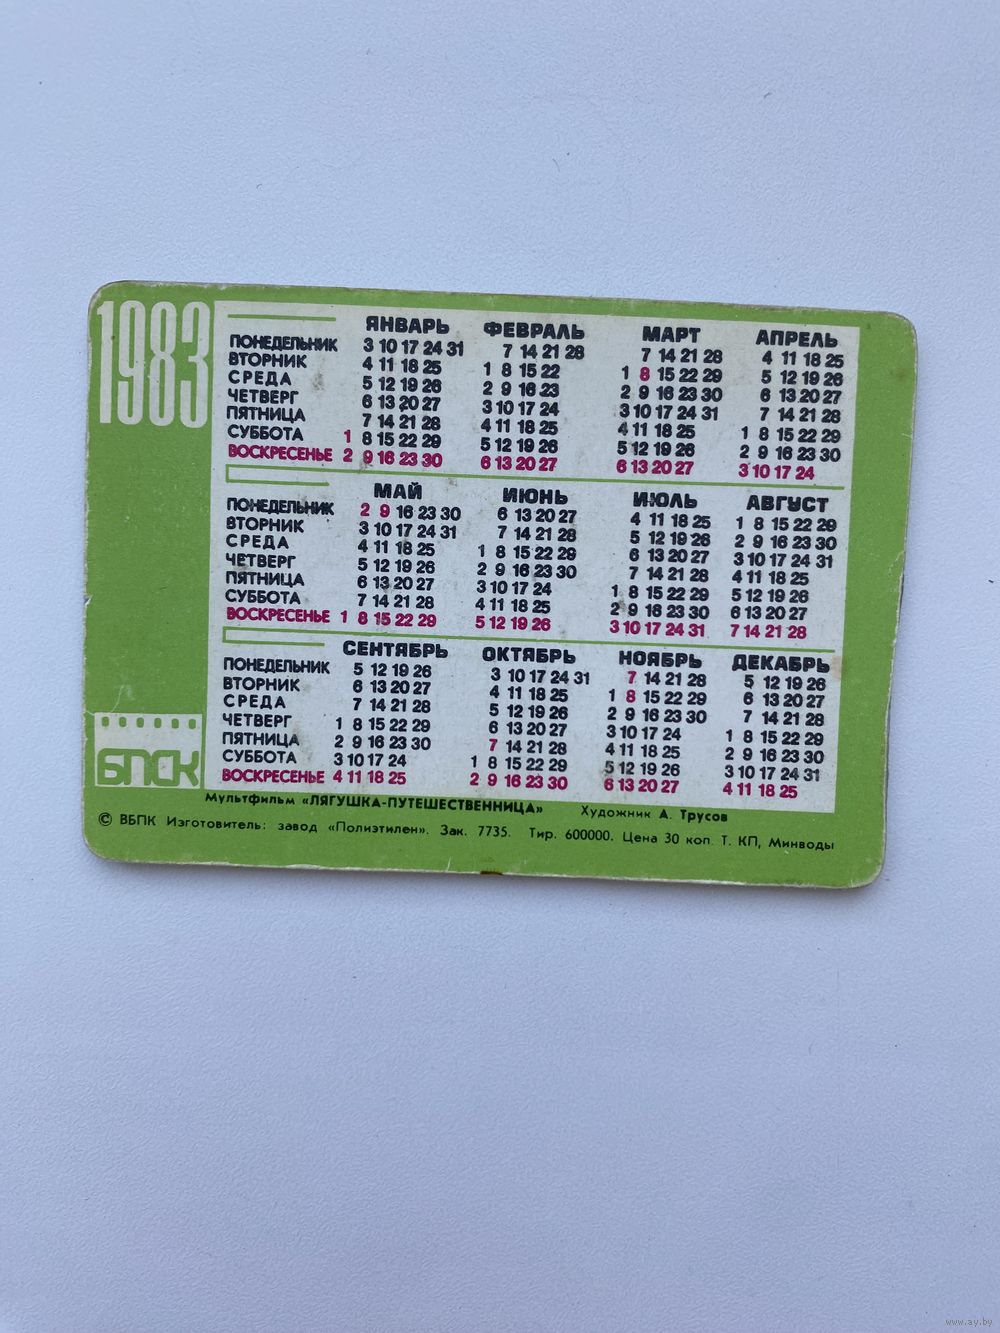 1983
ЯНВАРЬ ФЕВРАЛЬ МАРТ АПРЕЛЬ
ПОНЕДЕЛЬНИК 3 10 17 24 31 7 14 21 28 7 14 21 28 4 11 18 25
ВТОРНИК 4 11 18 25 1 8 15 22 1 8 15 22 29 5 12 19 26
СРЕДА 5 12 19 26 2 9 16 23 2 9 16 23 30 6 13 20 27
ЧЕТВЕРГ 6 13 20 27 3 10 17 24 3 10 17 24 31 7 14 21 28
ПЯТНИЦА 7 14 21 28 4 11 18 25 4 11 18 25 1 8 15 22 29
СУББОТА 1 8 15 22 29 5 12 19 26 5 12 19 26 2 9 16 23 30
ВОСКРЕСЕНЬЕ 2 9 16 23 30 6 13 20 27 6 13 20 27 3 10 17 24
МАЙ ИЮНЬ ИЮЛЬ АВГУСТ
ПОНЕДЕЛЬНИК 2 9 16 23 30 6 13 20 27 4 11 18 25 1 8 15 22 29
ВТОРНИК 3 10 17 24 31 7 14 21 28 5 12 19 26 2 9 16 23 30
СРЕДА 4 11 18 25 1 8 15 22 29 6 13 20 27 3 10 17 24 31
ЧЕТВЕРГ 5 12 19 26 2 9 16 23 30 7 14 21 28 4 11 18 25
ПЯТНИЦА 6 13 20 27 3 10 17 24 1 8 15 22 29 5 12 19 26
СУББОТА 7 14 21 28 4 11 18 25 2 9 16 23 30 6 13 20 27
ВОСКРЕСЕНЬЕ 1 8 15 22 29 5 12 19 26 3 10 17 24 31 7 14 21 28
СЕНТЯБРЬ ОКТЯБРЬ НОЯБРЬ ДЕКАБРЬ
ПОНЕДЕЛЬНИК 5 12 19 26 3 10 17 24 31 7 14 21 28 5 12 19 26
ВТОРНИК 6 13 20 27 4 11 18 25 1 8 15 22 29 6 13 20 27
СРЕДА 7 14 21 28 5 12 19 26 2 9 16 23 30 7 14 21 28
ЧЕТВЕРГ 1 8 15 22 29 6 13 20 27 3 10 17 24 1 8 15 22 29
ПЯТНИЦА 2 9 16 23 30 7 14 21 28 4 11 18 25 2 9 16 23 30
СУББОТА 3 10 17 24 1 8 15 22 29 5 12 19 26 3 10 17 24 31
ВОСКРЕСЕНЬЕ 4 11 18 25 2 9 16 23 30 6 13 20 27 4 11 18 25
БПСК
Мультфильм «ЛЯГУШКА-ПУТЕШЕСТВЕННИЦА» Художник А. Трусов
© ВБПК Изготовитель: завод «Полиэтилен». Зак. 7735. Тир. 600000. Цена 30 коп. Т. КП, Минводы
www.ay.by